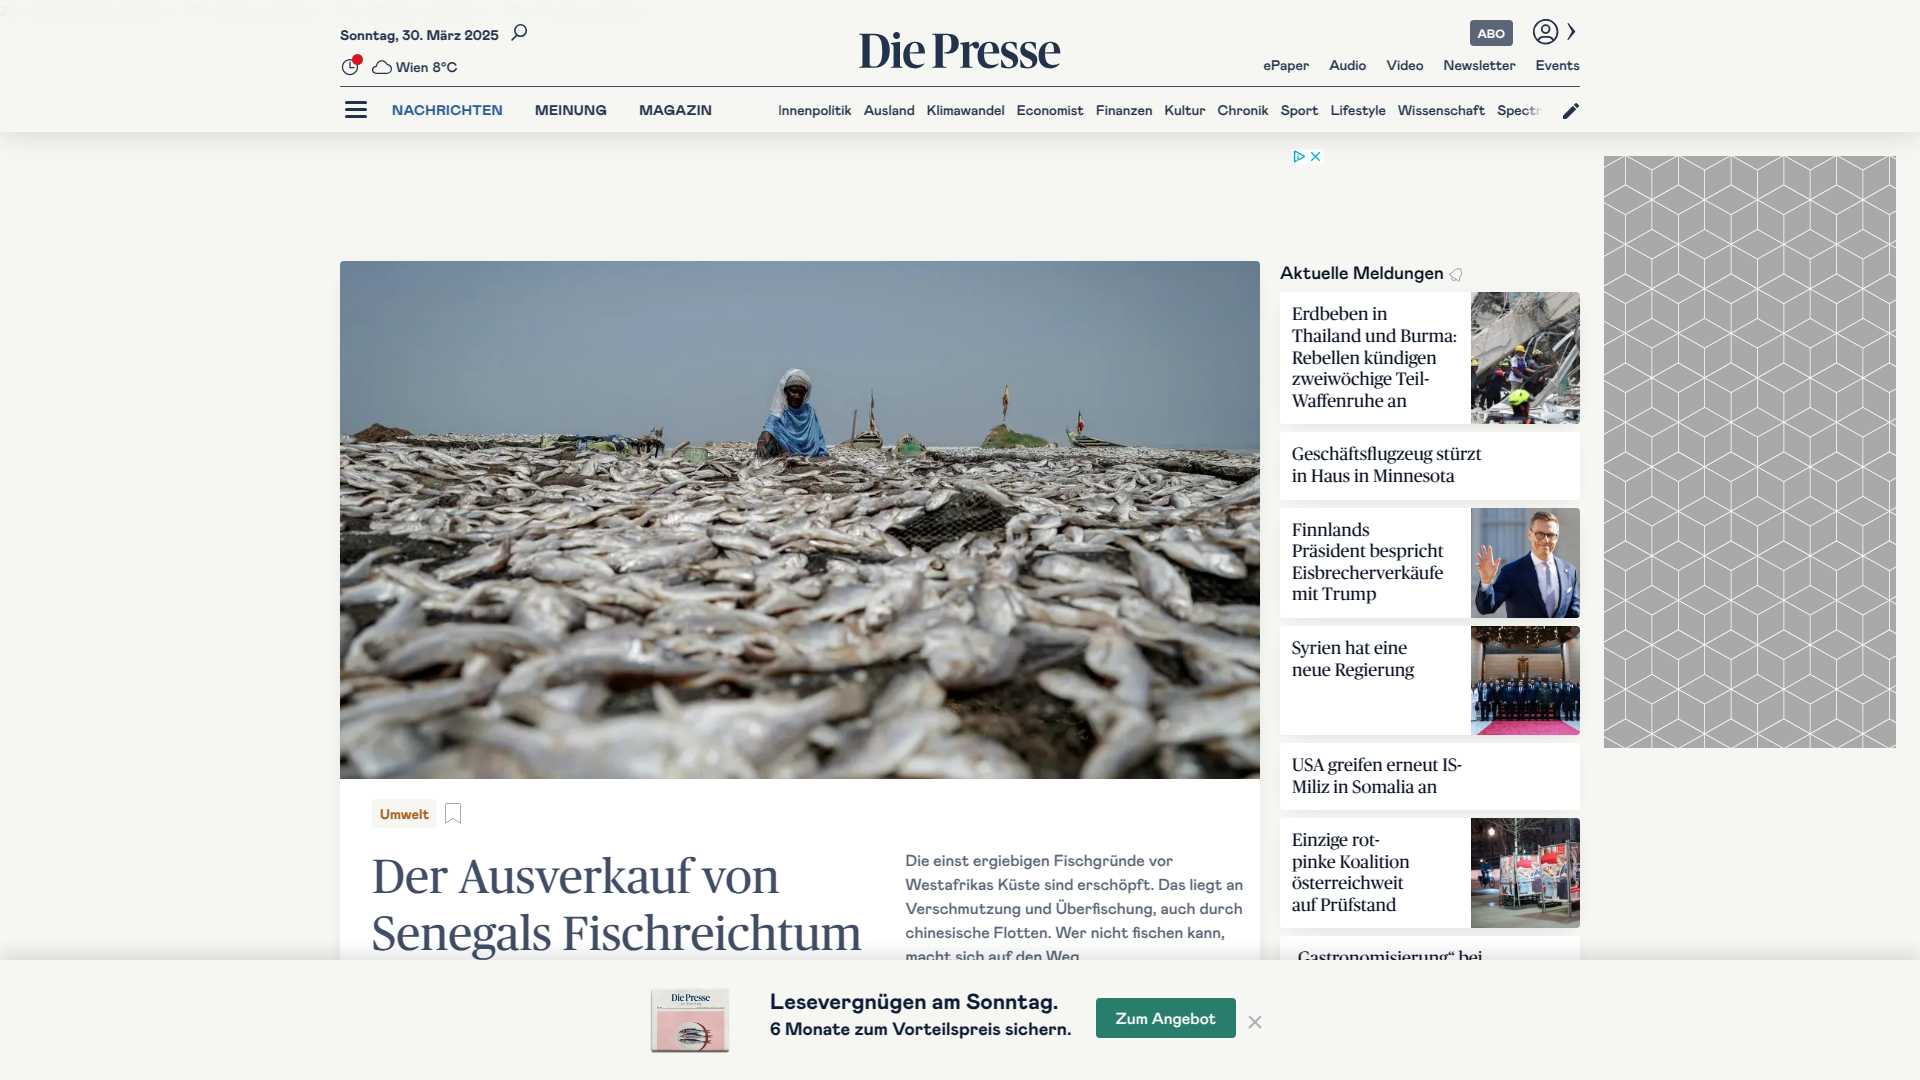 Sonntag, 30. März 2025
Wien 8°C
Die Presse
ABO
ePaper Audio Video Newsletter Events
NACHRICHTEN MEINUNG MAGAZIN
Innenpolitik Ausland Klimawandel Economist Finanzen Kultur Chronik Sport Lifestyle Wissenschaft Spectr
Umwelt
Der Ausverkauf von
Senegals Fischreichtum
Die einst ergiebigen Fischgründe vor
Westafrikas Küste sind erschöpft. Das liegt an
Verschmutzung und Überfischung, auch durch
chinesische Flotten. Wer nicht fischen kann,
macht sich auf den Weg
Aktuelle Meldungen
Erdbeben in
Thailand und Burma:
Rebellen kündigen
zweiwöchige Teil-
Waffenruhe an
Geschäftsflugzeug stürzt
in Haus in Minnesota
Finnlands
Präsident bespricht
Eisbrecherverkäufe
mit Trump
Syrien hat eine
neue Regierung
USA greifen erneut IS-
Miliz in Somalia an
Einzige rot-
pinke Koalition
österreichweit
auf Prüfstand
„Gastronomisierung“ bei
Die Presse
Lesevergnügen am Sonntag.
6 Monate zum Vorteilspreis sichern.
Zum Angebot